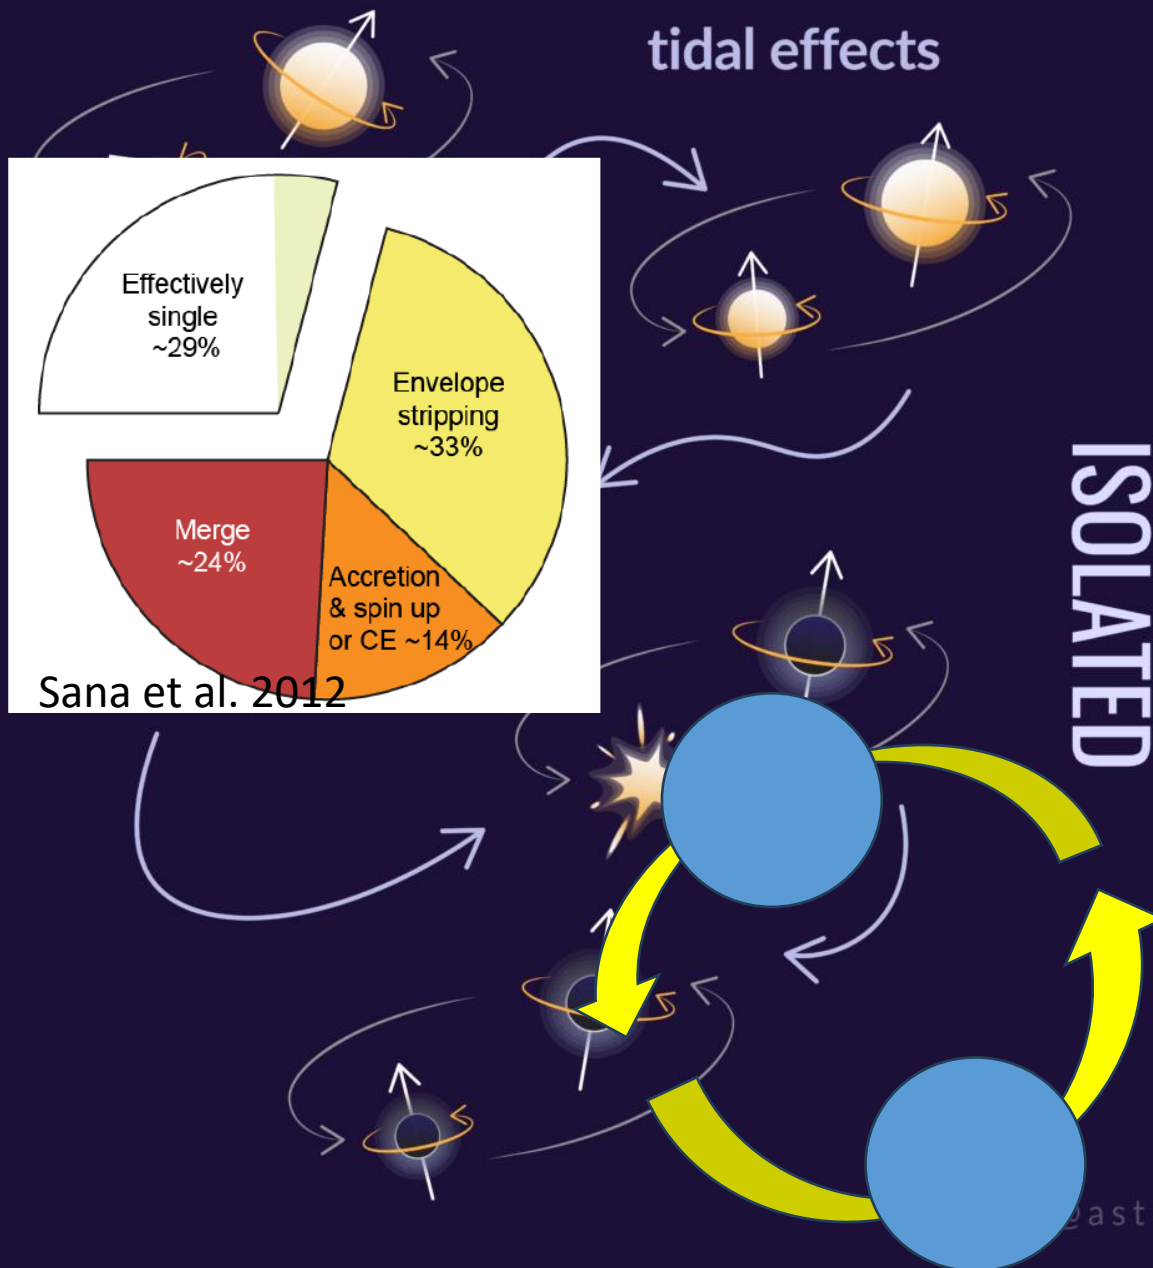 tidal effects
Effectively
single
~29%
Envelope
stripping
~33%
Merge
~24%
Accretion
& spin up
or CE ~14%
Sana et al. 2012
ISOLATED
@ast